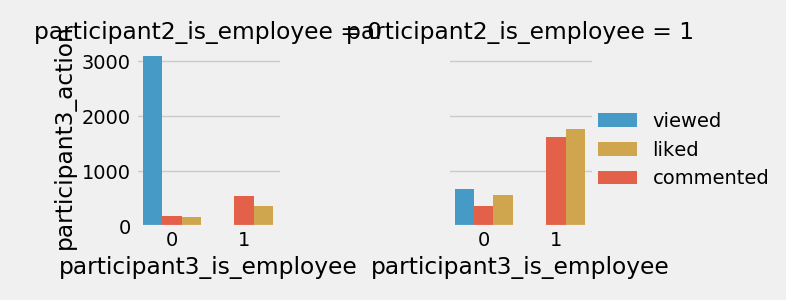 participant2_is_employee = 0
participant2_is_employee = 1
participant3_action
3000
2000
1000
0
0 1
0 1
participant3_is_employee
participant3_is_employee
viewed
liked
commented